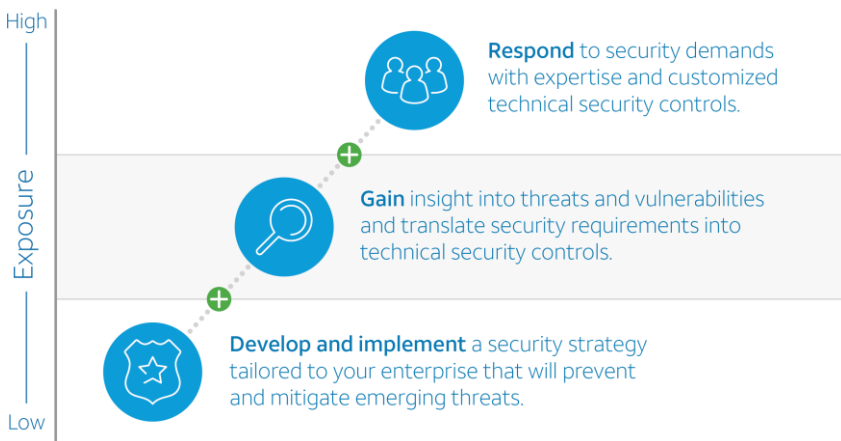 High
Respond to security demands
with expertise and customized
technical security controls.
Exposure
Gain insight into threats and vulnerabilities
and translate security requirements into
technical security controls.
Develop and implement a security strategy
tailored to your enterprise that will prevent
and mitigate emerging threats.
Low